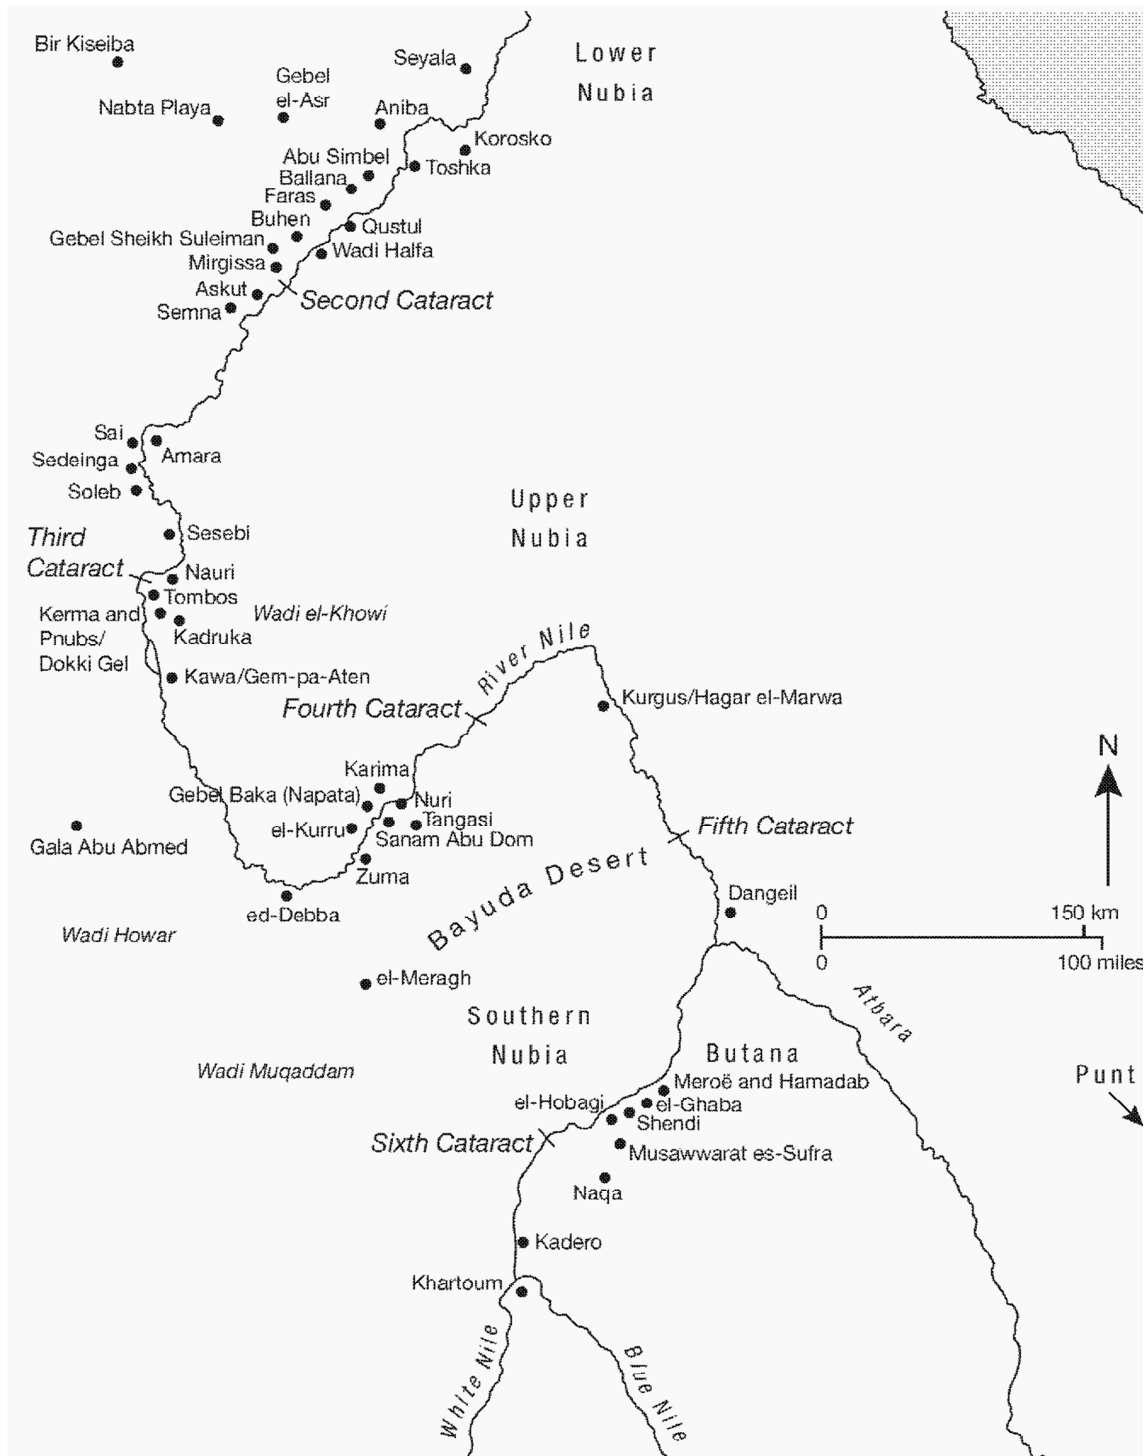 Bir Kiseiba
Seyala
Lower
Nubia
Gebel
el-Asr
Nabta Playa
Aniba
Korosko
Abu Simbel
Toshka
Ballana
Faras
Buhen
Qustul
Gebel Sheikh Suleiman
Wadi Halfa
Mirgissa
Askut
Second Cataract
Semna
Sai
Amara
Sedeinga
Soleb
Upper
Nubia
Third
Cataract
Sesebi
Nauri
Tombos
Kerma and
Pnubs/
Dokki Gel
Wadi el-Khowi
Kadruka
Kawa/Gem-pa-Aten
River Nile
Fourth Cataract
Kurgus/Hagar el-Marwa
N
Karima
Gebel Baka (Napata)
Nuri
Tangasi
el-Kurru
Sanam Abu Dom
Fifth Cataract
Gala Abu Abmed
Zuma
Bayuda Desert
Dangeil
ed-Debba
0 150 km
0 100 miles
Wadi Howar
el-Meragh
Atbara
Southern
Nubia
Butana
Wadi Muqaddam
Punt
Meroë and Hamadab
el-Hobagi
el-Ghaba
Shendi
Sixth Cataract
Musawwarat es-Sufra
Naqa
Kadero
Khartoum
White Nile
Blue Nile